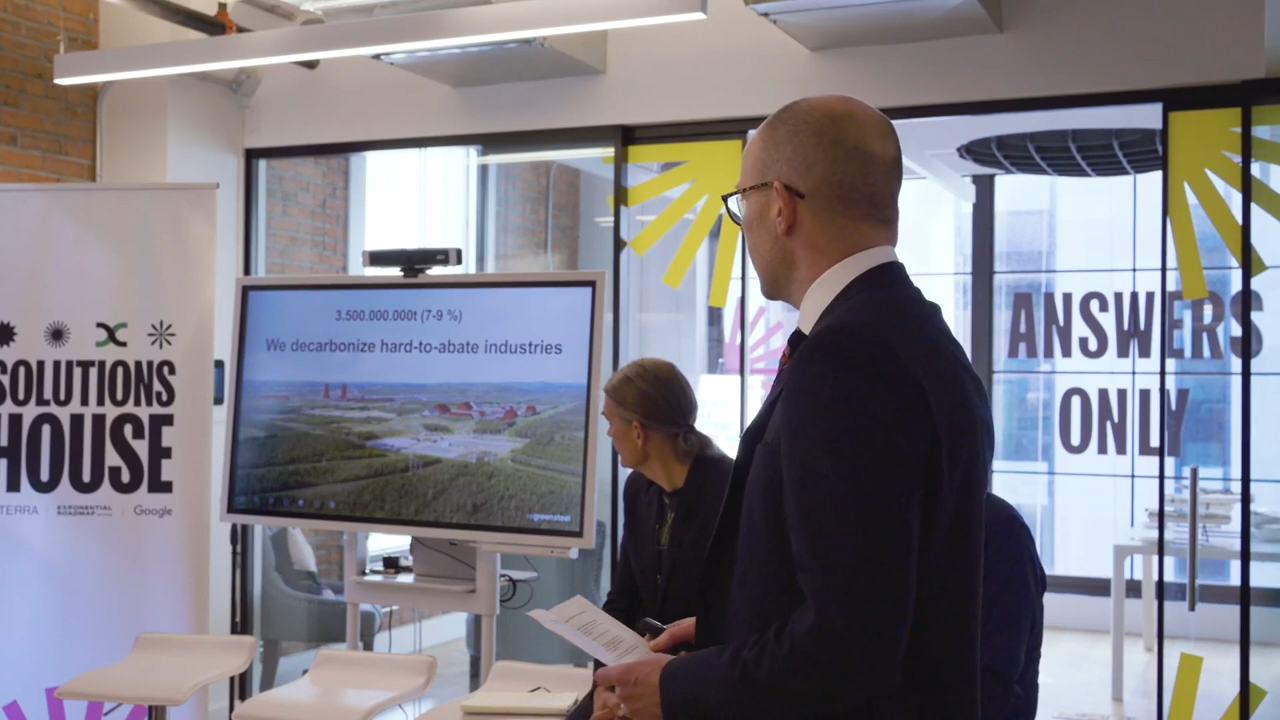 SOLUTIONS
HOUSE
TERRA
EXPONENTIAL
ROADMAP
Google
3.500.000.000t (7-9 %)
We decarbonize hard-to-abate industries
greensteel
ANSWERS
ONLY